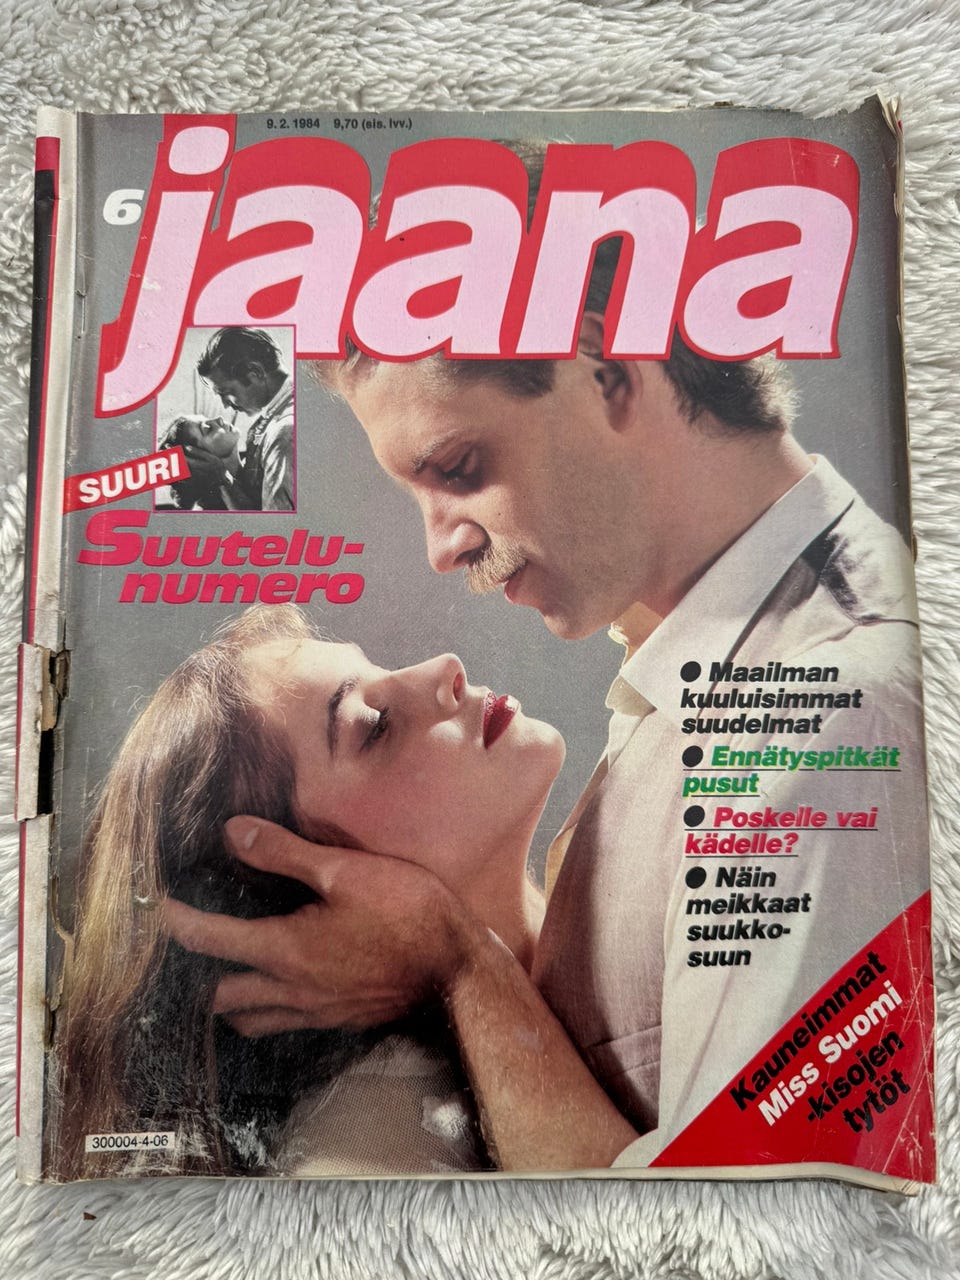 9.2.1984 9,70 (sis. lvv.)
6
jaana
SUURI
Suutelu-
numero
● Maailman
kuuluisimmat
suudelmat
● Ennätyspitkät
pusut
● Poskelle vai
kädelle?
● Näin
meikkaat
suukko-
suun
Kauneimmat
Miss Suomi
-kisojen
tytöt
300004-4-06